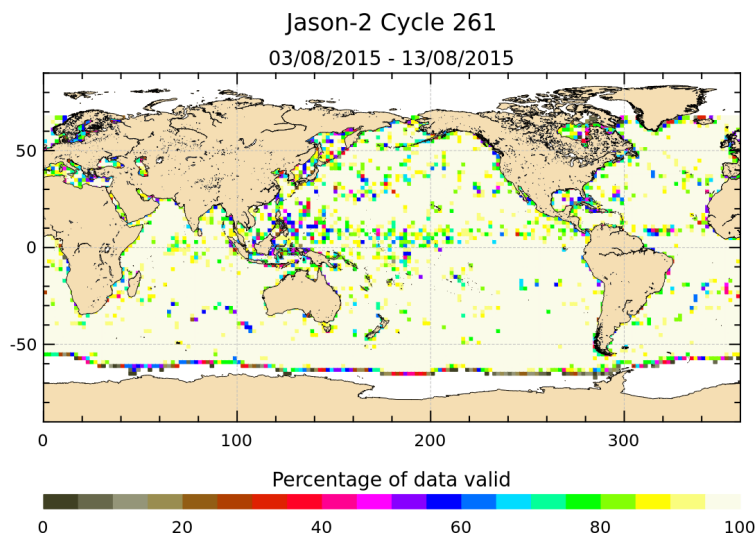 Jason-2 Cycle 261
03/08/2015 - 13/08/2015
50
0
-50
0 100 200 300
Percentage of data valid
0 20 40 60 80 100